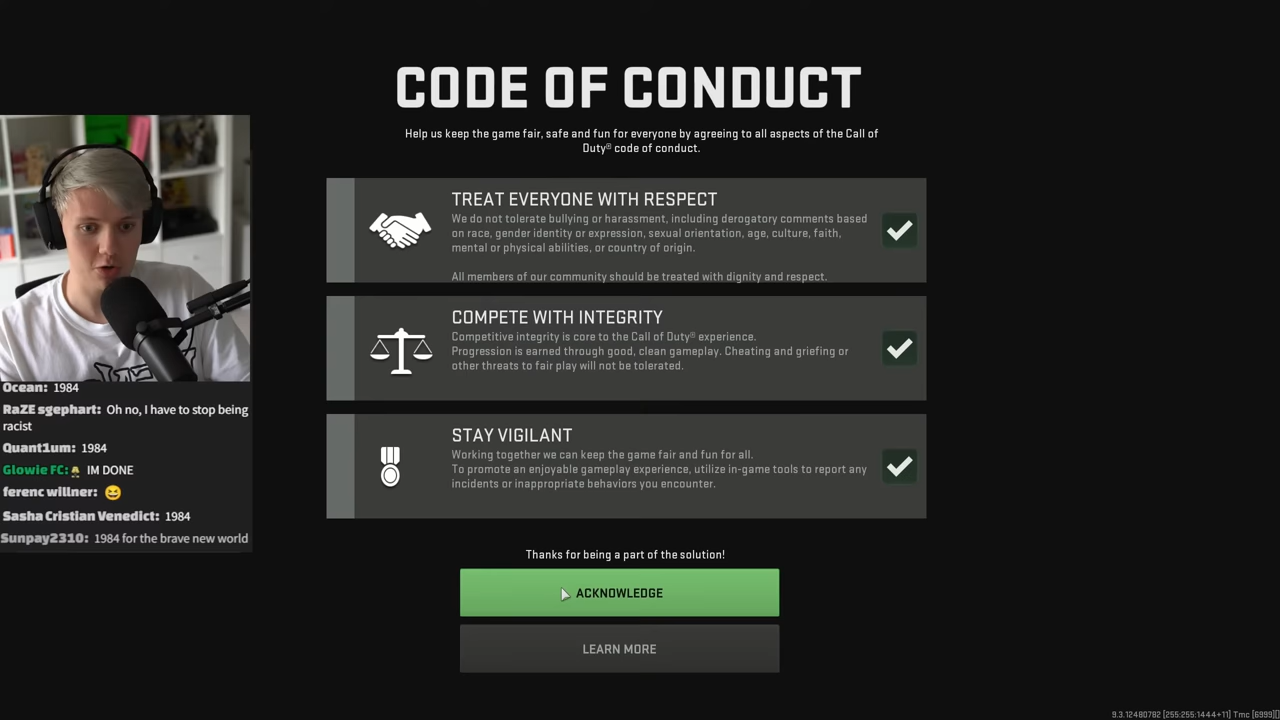 CODE OF CONDUCT
Help us keep the game fair, safe and fun for everyone by agreeing to all aspects of the Call of
Duty® code of conduct.
TREAT EVERYONE WITH RESPECT
We do not tolerate bullying or harassment, including derogatory comments based
on race, gender identity or expression, sexual orientation, age, culture, faith,
mental or physical abilities, or country of origin.
All members of our community should be treated with dignity and respect.
COMPETE WITH INTEGRITY
Competitive integrity is core to the Call of Duty® experience.
Progression is earned through good, clean gameplay. Cheating and griefing or
other threats to fair play will not be tolerated.
STAY VIGILANT
Working together we can keep the game fair and fun for all.
To promote an enjoyable gameplay experience, utilize in-game tools to report any
incidents or inappropriate behaviors you encounter.
Thanks for being a part of the solution!
ACKNOWLEDGE
LEARN MORE
Ocean: 1984
RaZE sgephart: Oh no, I have to stop being
racist
Quant1um: 1984
Glowie FC: IM DONE
ferenc willner: 😆
Sasha Cristian Venedict: 1984
Sunpay2310: 1984 for the brave new world
9.3.12480782 [255:255:1444+11] Tmc [6999][]